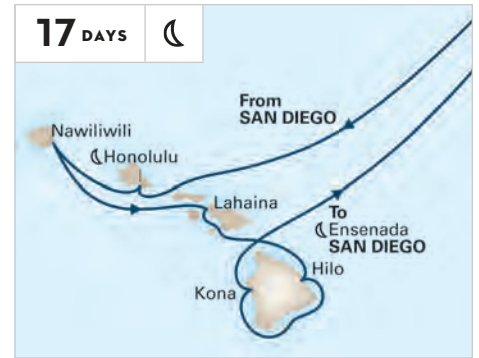 17 DAYS
From
SAN DIEGO
Nawiliwili
Honolulu
Lahaina
To
Ensenada
SAN DIEGO
Hilo
Kona